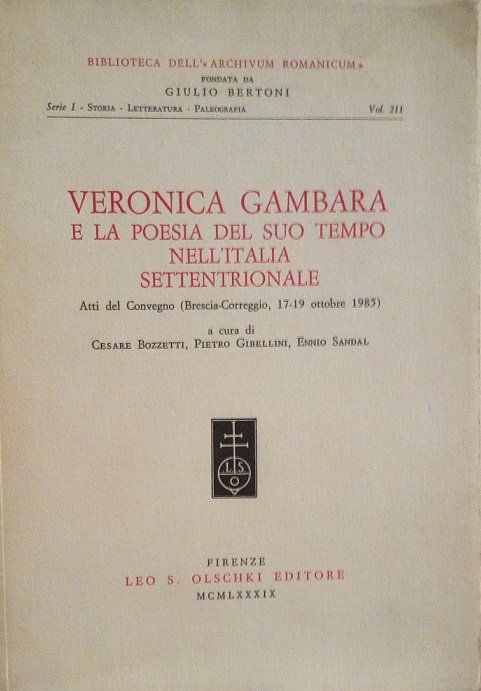 BIBLIOTECA DELL'«ARCHIVUM ROMANICUM»
FONDATA DA
GIULIO BERTONI
Serie I - STORIA - LETTERATURA - PALEOGRAFIA Vol. 211
VERONICA GAMBARA
E LA POESIA DEL SUO TEMPO
NELL'ITALIA
SETTENTRIONALE
Atti del Convegno (Brescia-Correggio, 17-19 ottobre 1985)
a cura di
CESARE BOZZETTI, PIETRO GIBELLINI, ENNIO SANDAL
L S
O
FIRENZE
LEO S. OLSCHKI EDITORE
MCMLXXXIX